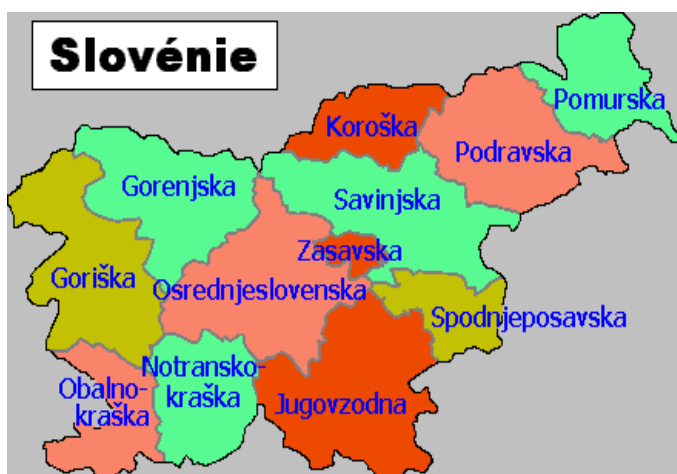 Slovénie
Pomurska
Koroška
Podravska
Gorenjska
Savinjska
Zasavska
Goriška
Osrednjeslovenska
Spodnjeposavska
Notransko-
kraška
Obalno-
kraška
Jugovzodna